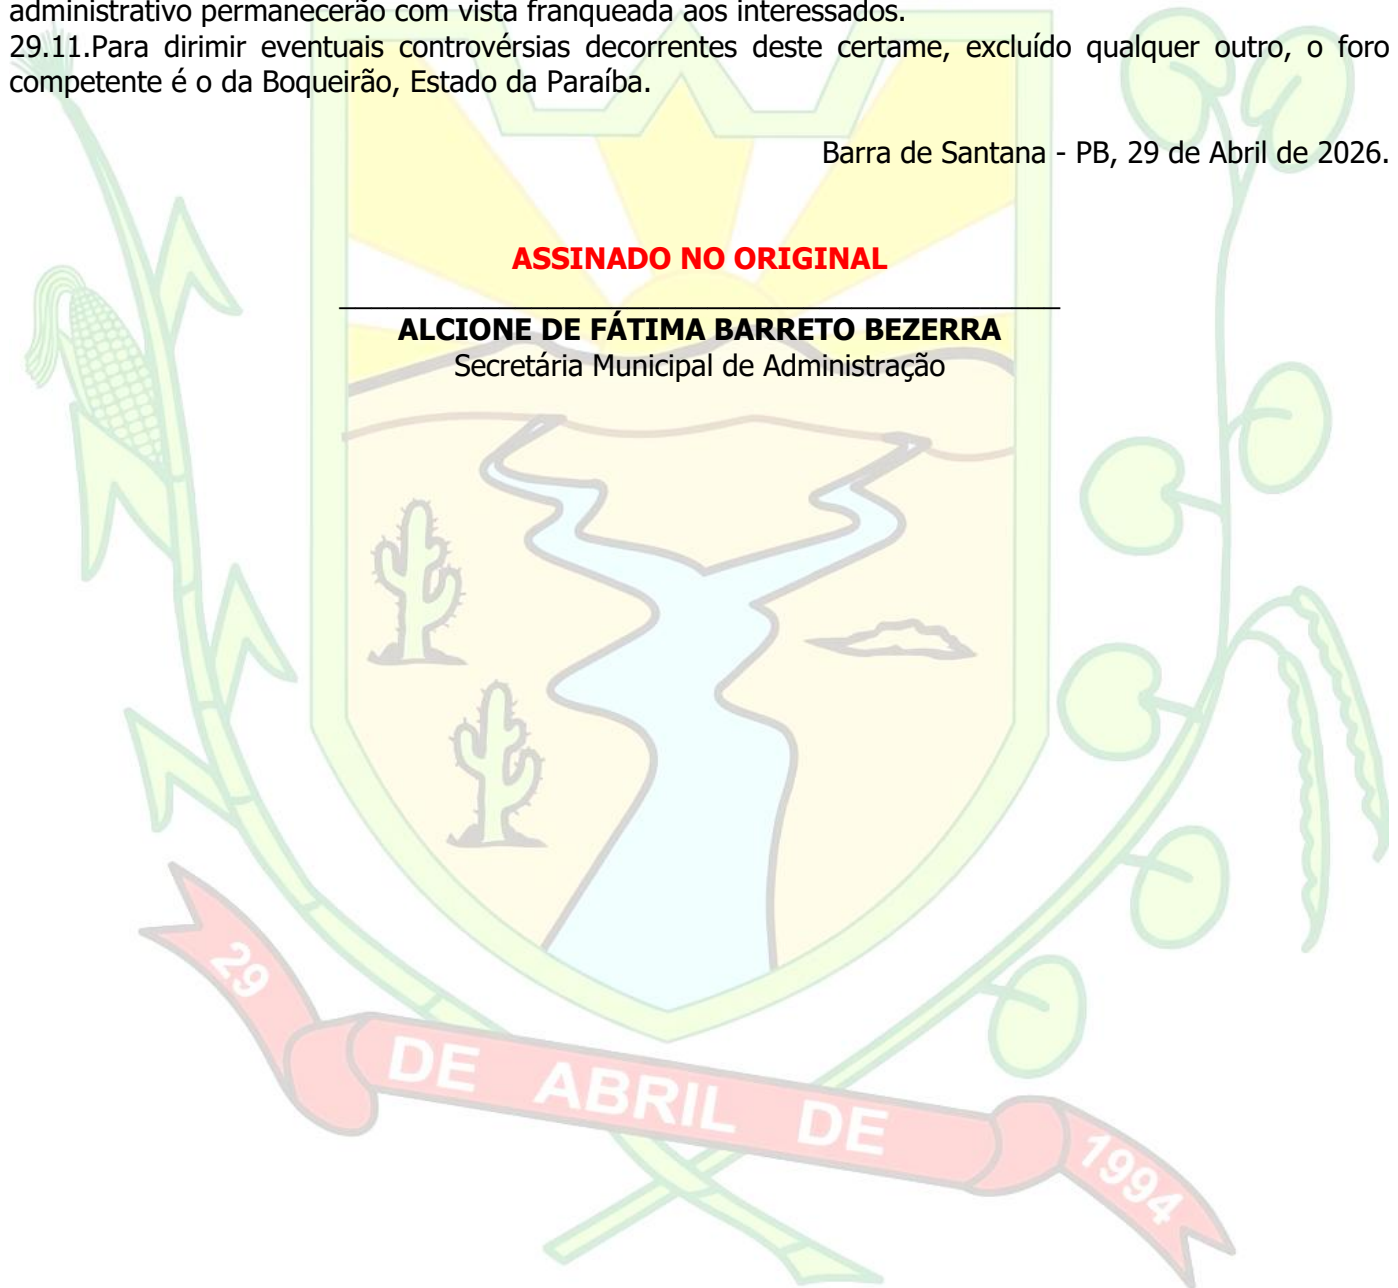 administrativo permanecerão com vista franqueada aos interessados.
29.11.Para dirimir eventuais controvérsias decorrentes deste certame, excluído qualquer outro, o foro
competente é o da Boqueirão, Estado da Paraíba.
Barra de Santana - PB, 29 de Abril de 2026.
ASSINADO NO ORIGINAL
ALCIONE DE FÁTIMA BARRETO BEZERRA
Secretária Municipal de Administração
29 DE ABRIL DE 1994